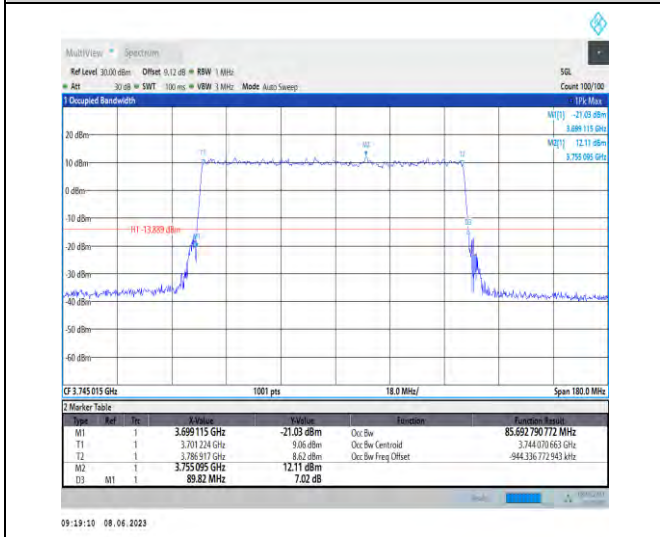 MultiView Spectrum
Ref Level 30.00 dBm Offset 0.12 dB RBW 1 MHz SGL
Att 30 dB SWT 100 ms VBW 3 MHz Mode Auto Sweep Count 100/100
1 Occupied Bandwidth 1Pk Max
M1[1] -21.03 dBm
3.699 115 GHz
M2[1] 12.11 dBm
3.755 095 GHz
20 dBm
M2
T1 T2
10 dBm
0 dBm
-10 dBm
D3
H1 -13.889 dBm
-20 dBm
-30 dBm
-40 dBm
-50 dBm
-60 dBm
CF 3.745 015 GHz 1001 pts 18.0 MHz/ Span 180.0 MHz
2 Marker Table
Type Ref Trc X-Value Y-Value Function Function Result
M1 1 3.699 115 GHz -21.03 dBm Occ Bw 85.692 790 772 MHz
T1 1 3.701 224 GHz 9.06 dBm Occ Bw Centroid 3.744 070 663 GHz
T2 1 3.786 917 GHz 8.62 dBm Occ Bw Freq Offset -944.336 772 943 kHz
M2 1 3.755 095 GHz 12.11 dBm
D3 M1 1 89.82 MHz 7.02 dB
09:19:10 08.06.2023